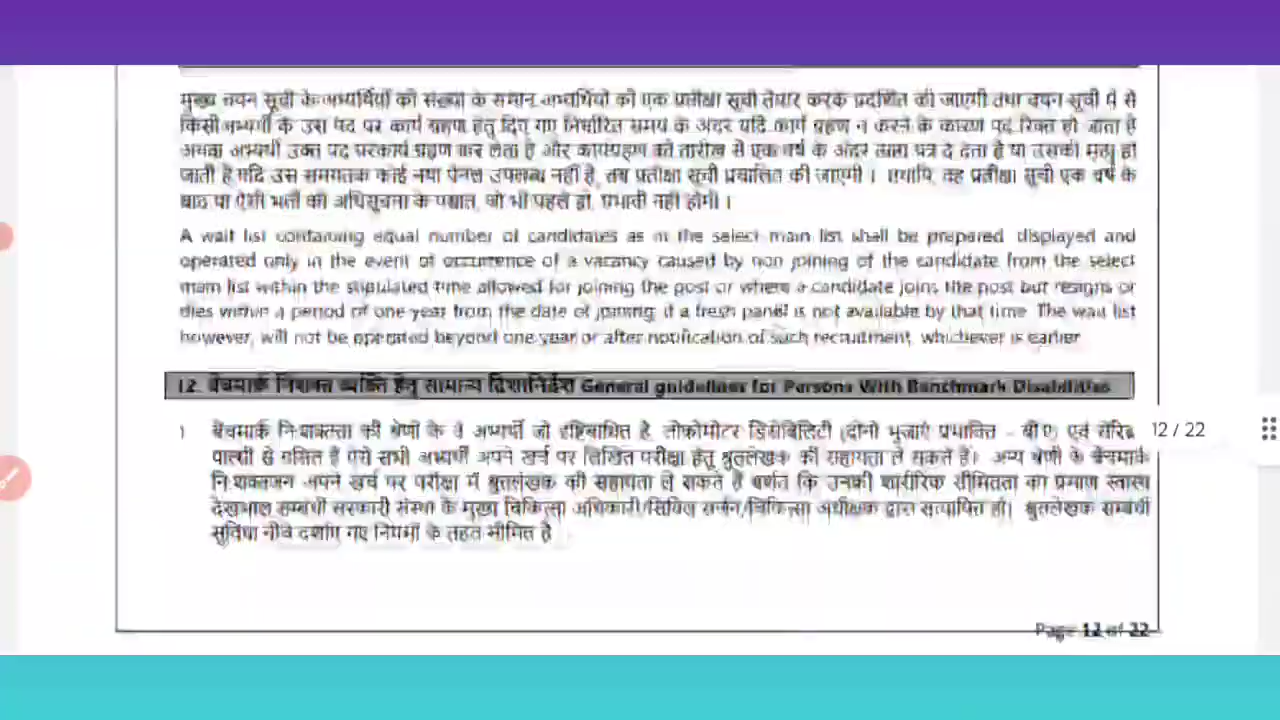 मुख्य चयन सूची के अभ्यर्थियों की संख्या के समान अभ्यर्थियों की एक प्रतीक्षा सूची तैयार करके प्रदर्शित की जाएगी तथा चयन सूची में से
किसी अभ्यर्थी के उस पद पर कार्य ग्रहण हेतु दिए गए निर्धारित समय के अंदर यदि कार्य ग्रहण न करने के कारण पद रिक्त हो जाता है
अथवा अभ्यर्थी उक्त पद पर कार्य ग्रहण कर लेता है और कार्यग्रहण की तारीख से एक वर्ष के अंदर त्याग पत्र दे देता है या उसकी मृत्यु हो
जाती है यदि उस समय तक कोई नया पैनल उपलब्ध नहीं है, तब प्रतीक्षा सूची प्रचालित की जाएगी । तथापि, यह प्रतीक्षा सूची एक वर्ष के
बाद या ऐसी भर्ती की अधिसूचना के पश्चात, जो भी पहले हो, प्रभावी नहीं होगी ।
A wait list containing equal number of candidates as in the select main list shall be prepared displayed and
operated only in the event of occurrence of a vacancy caused by non joining of the candidate from the select
main list within the stipulated time allowed for joining the post or where a candidate joins the post but resigns or
dies within a period of one year from the date of joining, if a fresh panel is not available by that time. The wait list
however, will not be operated beyond one year or after notification of such recruitment, whichever is earlier.
12. बेंचमार्क निशक्त व्यक्ति हेतु सामान्य दिशानिर्देश General guidelines for Persons With Benchmark Disabilities
1 बेंचमार्क निःशक्तता की श्रेणी के वे अभ्यर्थी जो दृष्टिबाधित है, लोकोमोटर डिसेबिलिटी (दोनों भुजाएं प्रभावित - बीए) एवं सेरिब्र
पाल्सी से ग्रसित है ऐसे सभी अभ्यर्थी अपने खर्च पर लिखित परीक्षा हेतु श्रुतलेखक की सहायता ले सकते हैं। अन्य श्रेणी के बेंचमार्क
निःशक्तजन अपने खर्च पर परीक्षा में श्रुतलेखक की सहायता ले सकते हैं बशर्ते कि उनकी शारीरिक सीमितता का प्रमाण स्वास्थ
देखभाल सम्बन्धी सरकारी संस्था के मुख्य चिकित्सा अधिकारी/सिविल सर्जन/चिकित्सा अधीक्षक द्वारा सत्यापित हो। श्रुतलेखक सम्बन्धी
सुविधा नीचे दर्शाए गए नियमों के तहत सीमित है
12 / 22
Page 12 of 22